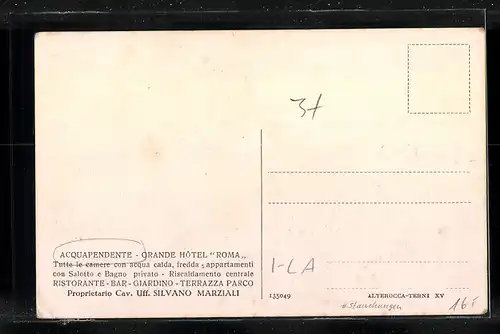 3+
ACQUAPENDENTE - GRANDE HÔTEL "ROMA„
Tutte le camere con acqua calda, fredda - appartamenti
con Salotto e Bagno privato - Riscaldamento centrale
RISTORANTE - BAR - GIARDINO - TERRAZZA PARCO
Proprietario Cav. Uff. SILVANO MARZIALI
I-LA
135049
ALTEROCCA-TERNI XV
16